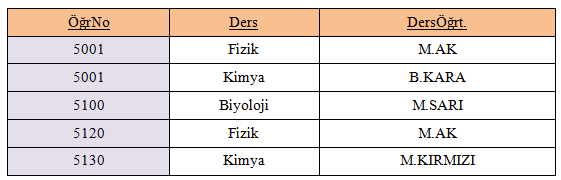 ÖğrNo Ders DersÖğrt.
5001 Fizik M.AK
5001 Kimya B.KARA
5100 Biyoloji M.SARI
5120 Fizik M.AK
5130 Kimya M.KIRMIZI